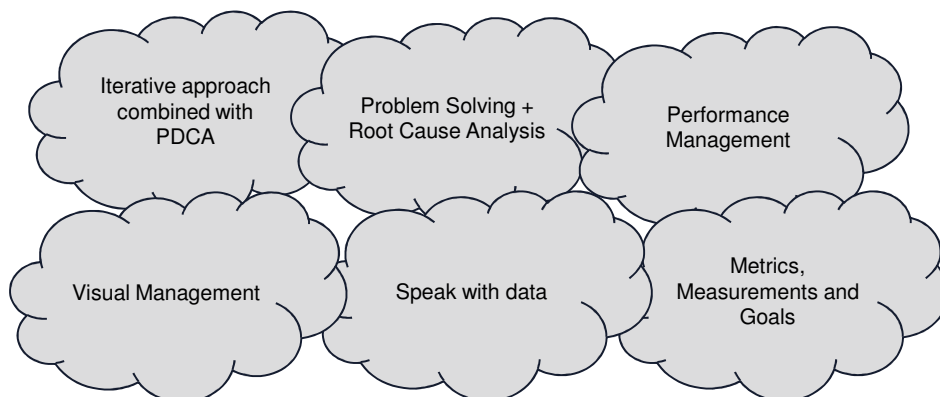 Iterative approach
combined with
PDCA
Problem Solving +
Root Cause Analysis
Performance
Management
Visual Management
Speak with data
Metrics,
Measurements and
Goals